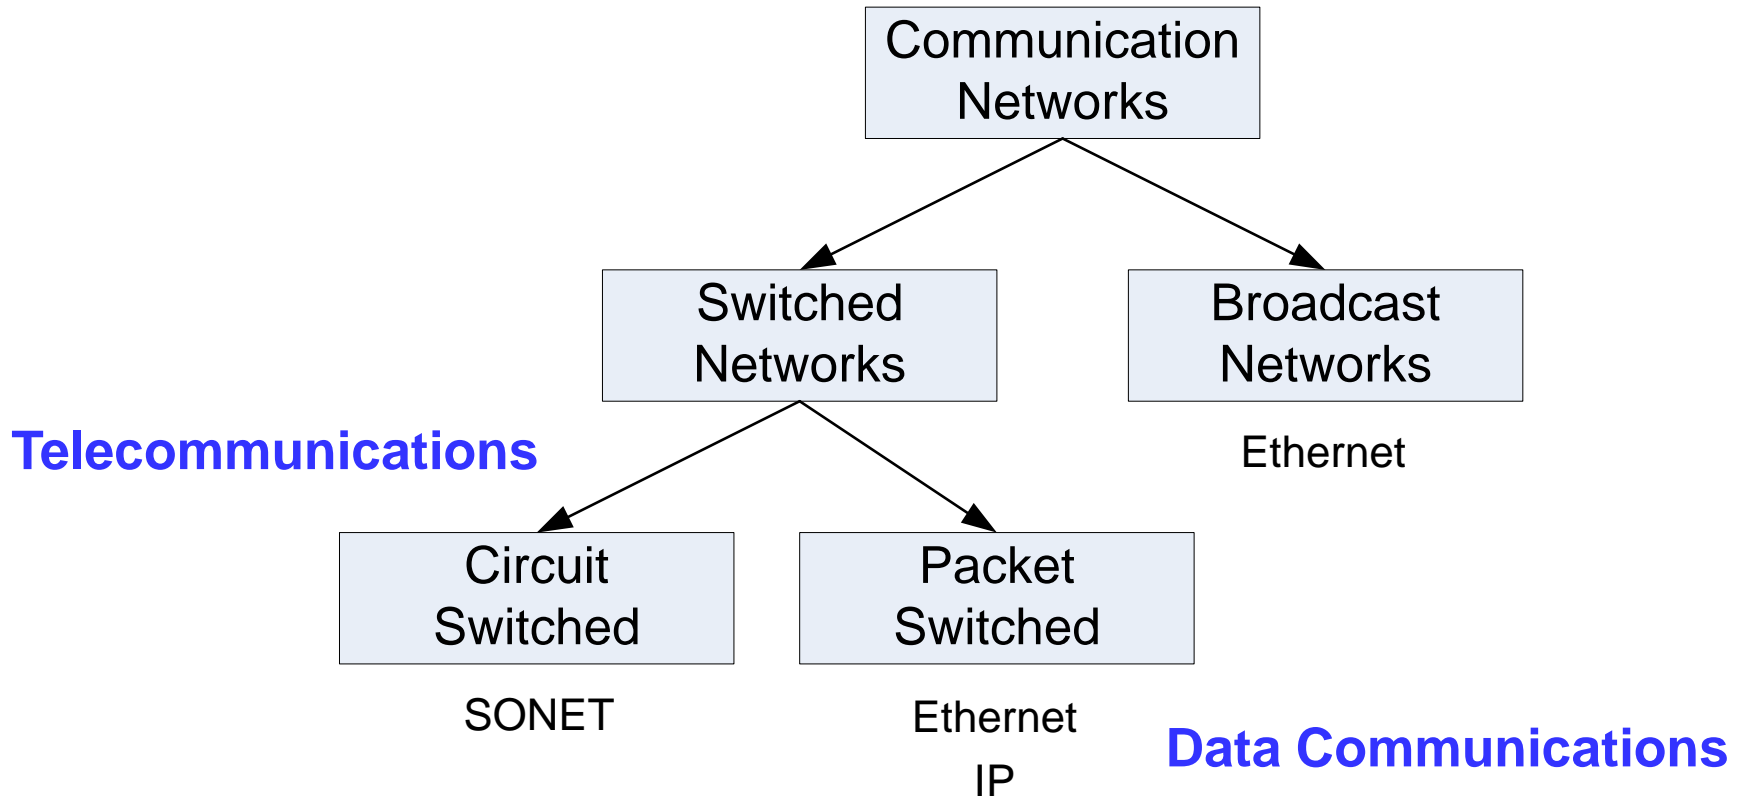 Communication
Networks
Switched
Networks
Broadcast
Networks
Telecommunications
Ethernet
Circuit
Switched
Packet
Switched
SONET
Ethernet
IP
Data Communications